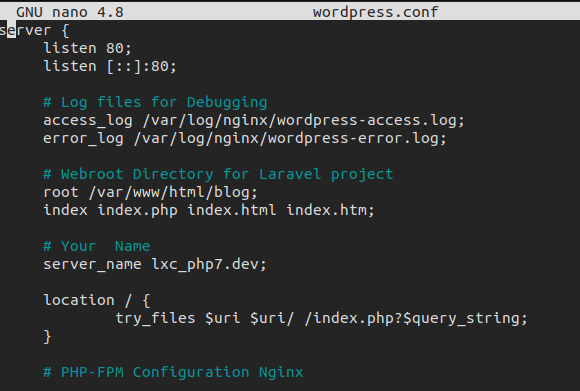 GNU nano 4.8 wordpress.conf
server {
listen 80;
listen [::]:80;
# Log files for Debugging
access_log /var/log/nginx/wordpress-access.log;
error_log /var/log/nginx/wordpress-error.log;
# Webroot Directory for Laravel project
root /var/www/html/blog;
index index.php index.html index.htm;
# Your  Name
server_name lxc_php7.dev;
location / {
try_files $uri $uri/ /index.php?$query_string;
}
# PHP-FPM Configuration Nginx